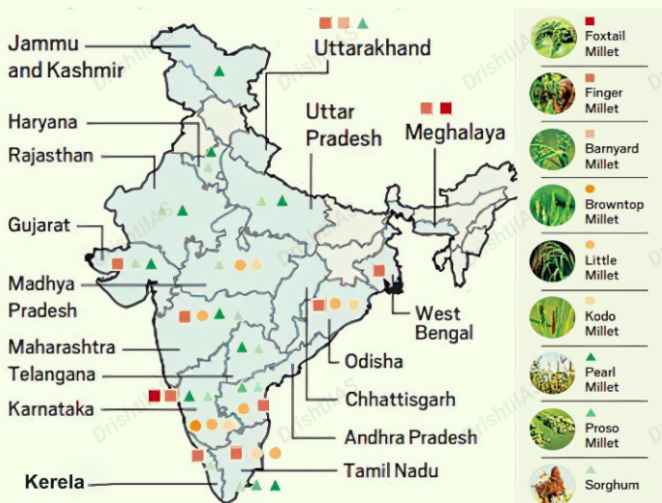 Jammu
and Kashmir
Uttarakhand
Haryana
Uttar
Pradesh
Meghalaya
Rajasthan
Gujarat
Madhya
Pradesh
West
Bengal
Maharashtra
Odisha
Telangana
Chhattisgarh
Karnataka
Andhra Pradesh
Tamil Nadu
Kerela
Foxtail
Millet
Finger
Millet
Barnyard
Millet
Browntop
Millet
Little
Millet
Kodo
Millet
Pearl
Millet
Proso
Millet
Sorghum
DrishtiIAS